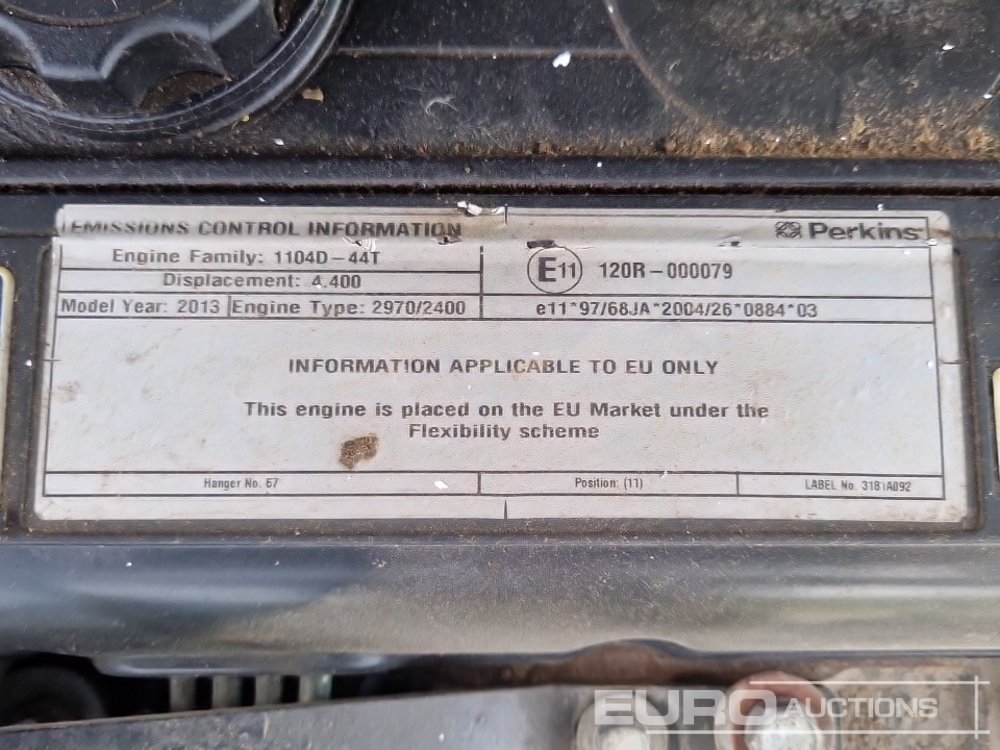 EMISSIONS CONTROL INFORMATION
Perkins
Engine Family: 1104D-44T
E11 120R-000079
Displacement: 4.400
Model Year: 2013 Engine Type: 2970/2400
e11*97/68JA*2004/26*0884*03
INFORMATION APPLICABLE TO EU ONLY
This engine is placed on the EU Market under the
Flexibility scheme
Hanger No. 67 Position: (11) LABEL No. 3181A092
EURO AUCTIONS